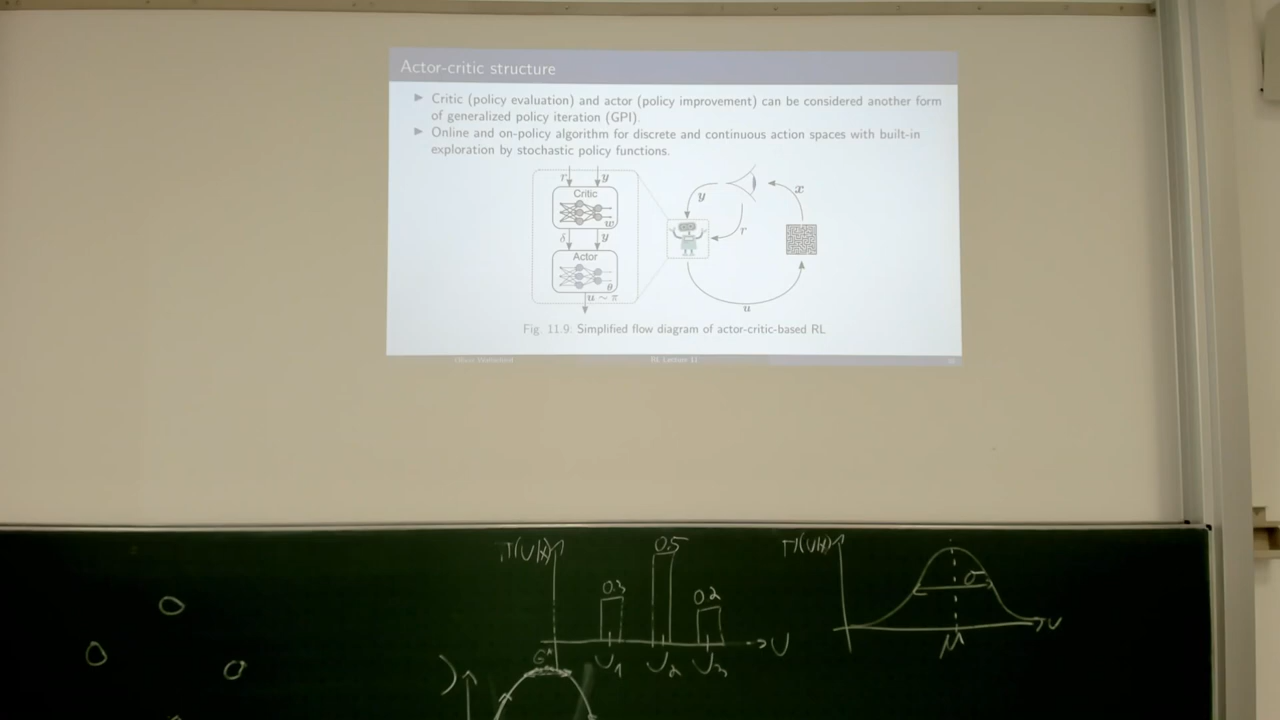 Actor-critic structure
Critic (policy evaluation) and actor (policy improvement) can be considered another form
of generalized policy iteration (GPI).
Online and on-policy algorithm for discrete and continuous action spaces with built-in
exploration by stochastic policy functions.
r y
Critic
w
δ y
Actor
θ
u ~ π
y
r
x
u
Fig. 11.9: Simplified flow diagram of actor-critic-based RL
RL Lecture 11
π(U|x)
0.3
0.5
0.2
U
U1 U2 U3
π(U|x)
σ
U
μ
G*
J